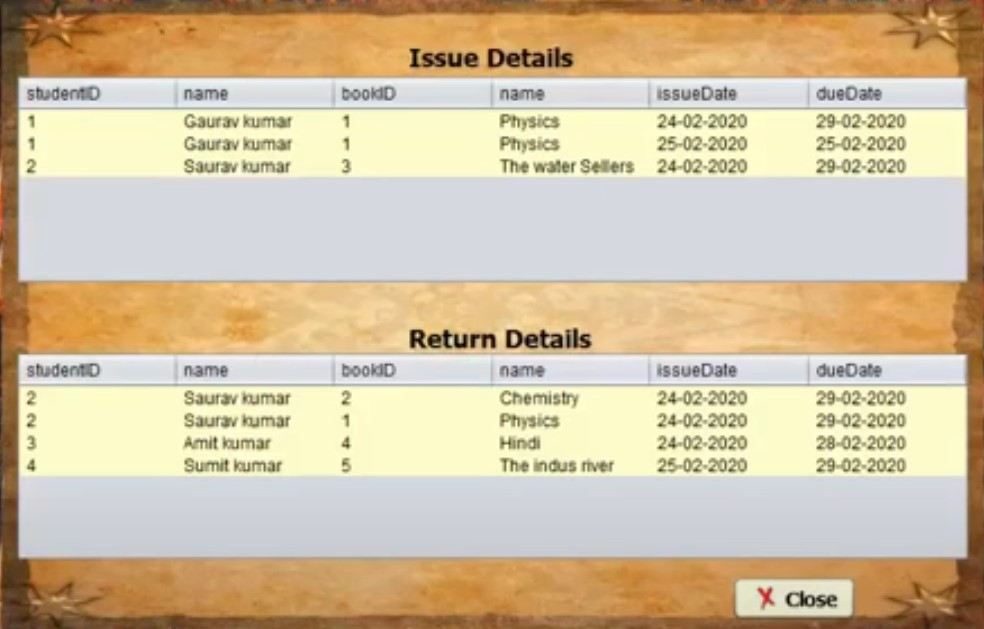 Issue Details
studentID name bookID name issueDate dueDate
1 Gaurav kumar 1 Physics 24-02-2020 29-02-2020
1 Gaurav kumar 1 Physics 25-02-2020 25-02-2020
2 Saurav kumar 3 The water Sellers 24-02-2020 29-02-2020
Return Details
studentID name bookID name issueDate dueDate
2 Saurav kumar 2 Chemistry 24-02-2020 29-02-2020
2 Saurav kumar 1 Physics 24-02-2020 29-02-2020
3 Amit kumar 4 Hindi 24-02-2020 28-02-2020
4 Sumit kumar 5 The indus river 25-02-2020 29-02-2020
Close